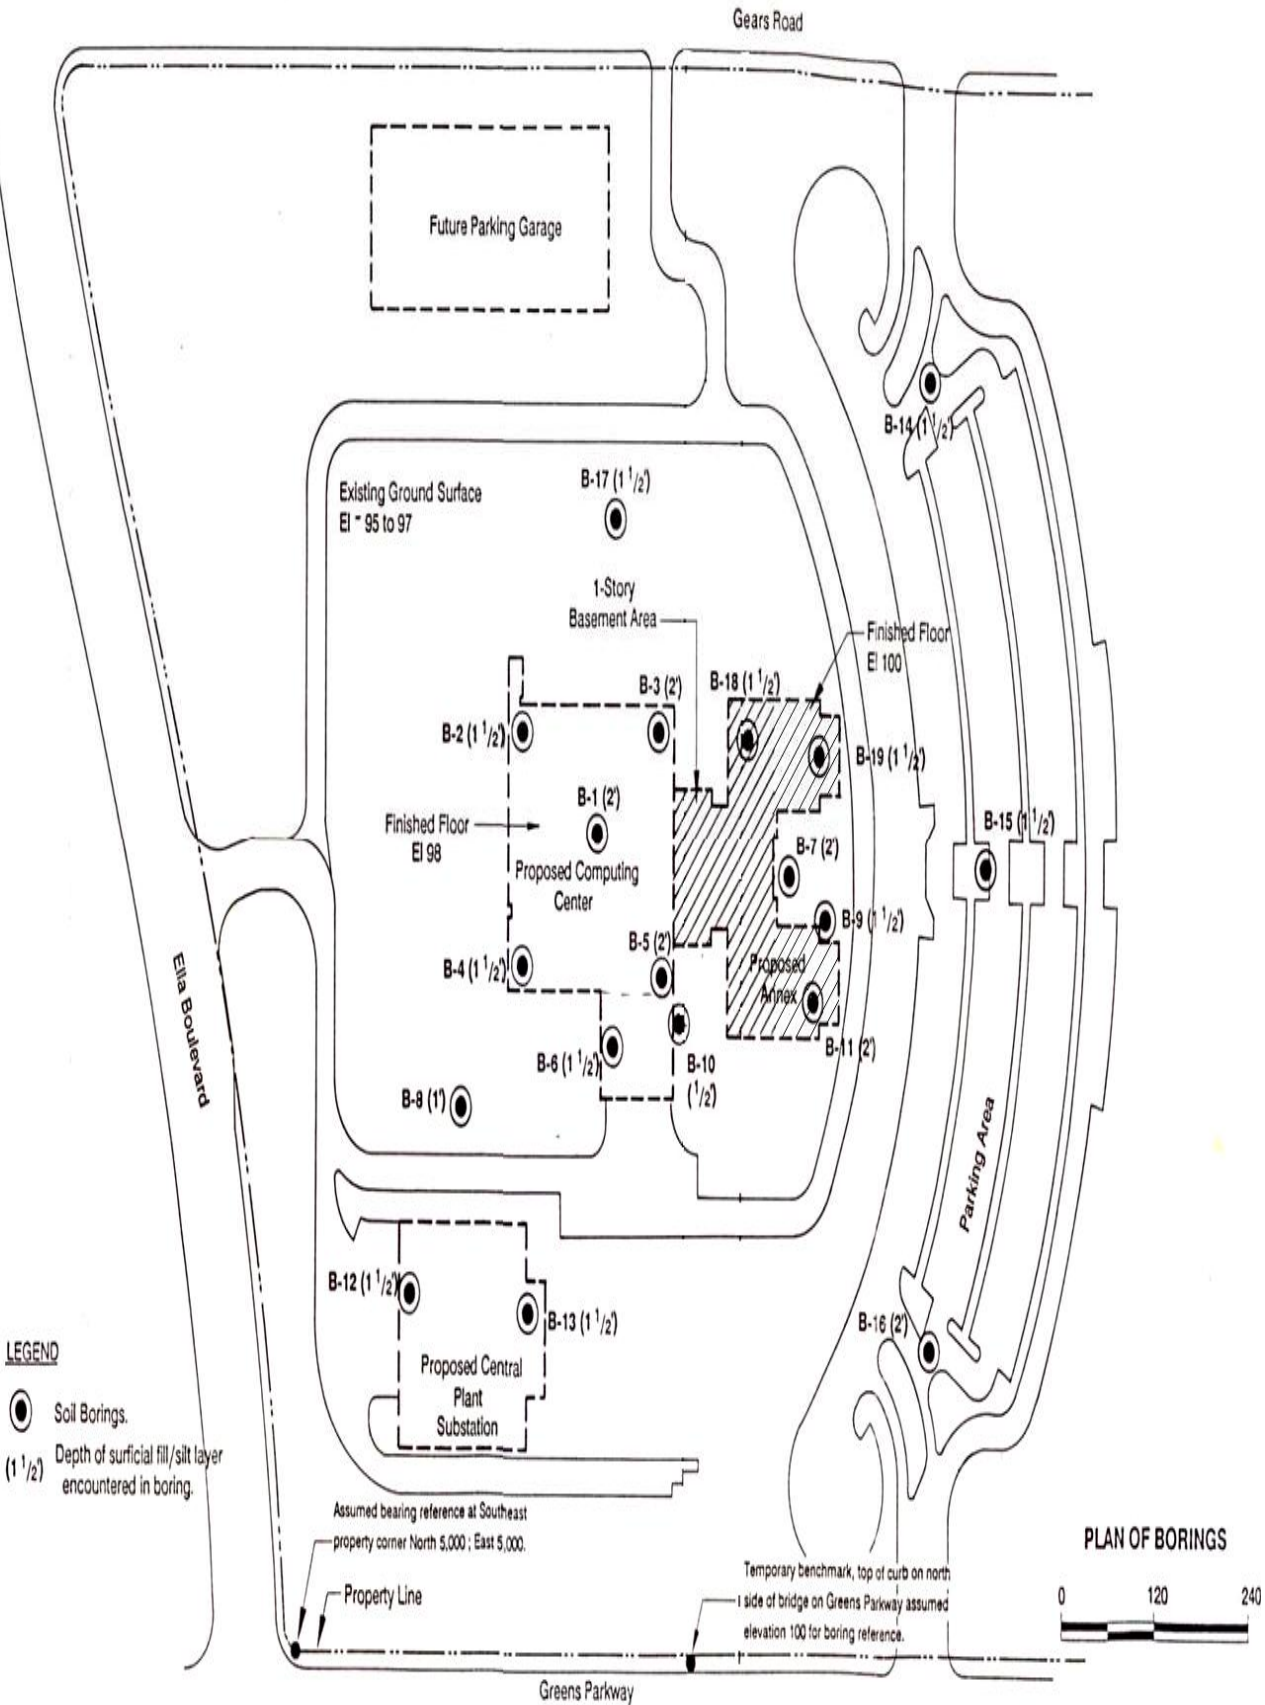 Gears Road
Future Parking Garage
B-14 (1 1/2')
B-17 (1 1/2')
Existing Ground Surface
El ~ 95 to 97
1-Story
Basement Area
Finished Floor
El 100
B-3 (2')
B-18 (1 1/2')
B-2 (1 1/2')
B-19 (1 1/2')
B-1 (2')
B-15 (1 1/2')
Finished Floor
El 98
B-7 (2')
Proposed Computing
Center
B-9 (1 1/2')
B-5 (2')
B-4 (1 1/2')
Proposed
Annex
Ella Boulevard
B-11 (2')
B-6 (1 1/2')
B-10
(1/2')
B-8 (1')
Parking Area
B-12 (1 1/2')
B-13 (1 1/2')
B-16 (2')
Proposed Central
Plant
Substation
LEGEND
Soil Borings.
(1 1/2') Depth of surficial fill/silt layer
encountered in boring.
Assumed bearing reference at Southeast
property corner North 5,000 ; East 5,000.
Property Line
Temporary benchmark, top of curb on north
side of bridge on Greens Parkway assumed
elevation 100 for boring reference.
PLAN OF BORINGS
0 120 240
Greens Parkway